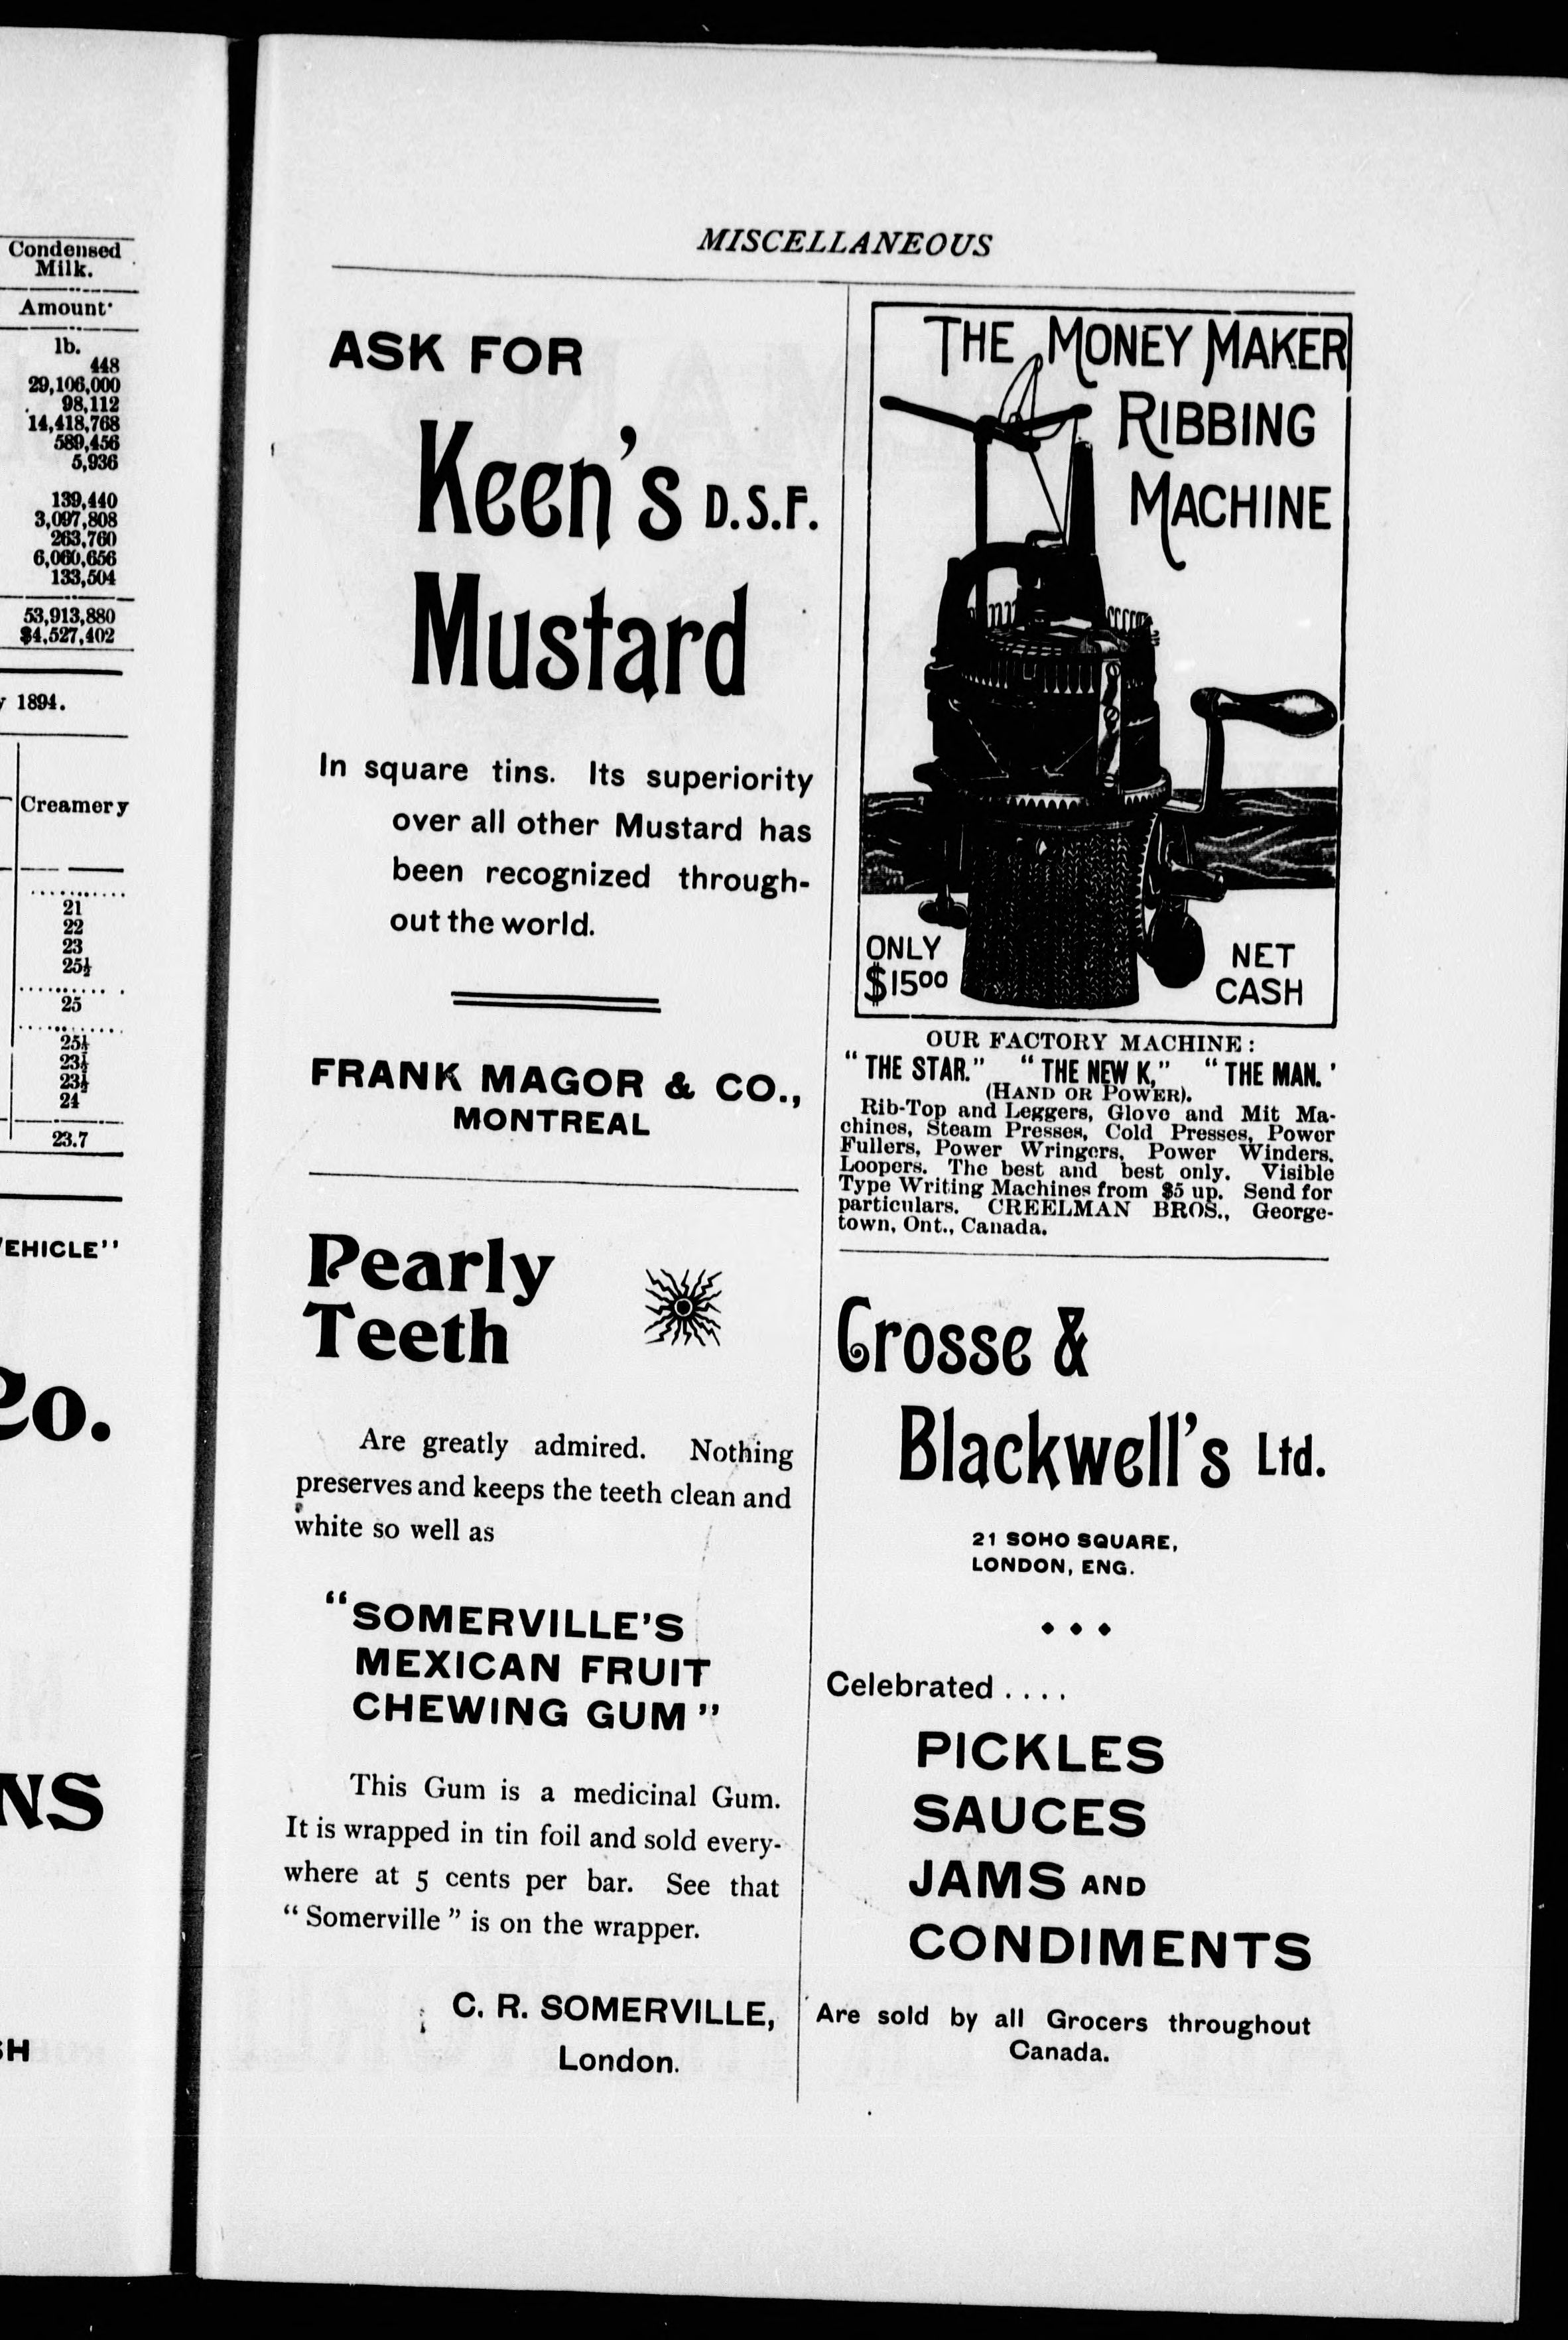 Condensed
Milk.
Amount
lb.
448
29,106,000
98,112
14,418,768
589,456
5,936
139,440
3,097,808
263,760
6,060,656
133,504
53,913,880
$4,527,402
1894.
Creamery
21
22
23
25½
25
25½
23½
23½
24
23.7
EHICLE"
Co.
NS
H
MISCELLANEOUS
ASK FOR
Keen's D.S.F.
Mustard
In square tins. Its superiority
over all other Mustard has
been recognized through-
out the world.
FRANK MAGOR & CO.,
MONTREAL
Pearly
Teeth
Are greatly admired. Nothing
preserves and keeps the teeth clean and
white so well as
"SOMERVILLE'S
MEXICAN FRUIT
CHEWING GUM"
This Gum is a medicinal Gum.
It is wrapped in tin foil and sold every-
where at 5 cents per bar. See that
"Somerville" is on the wrapper.
C. R. SOMERVILLE,
London.
THE MONEY MAKER
RIBBING
MACHINE
ONLY
$15.00
NET
CASH
OUR FACTORY MACHINE:
"THE STAR." "THE NEW K," "THE MAN.'
(HAND OR POWER).
Rib-Top and Leggers, Glove and Mit Ma-
chines, Steam Presses, Cold Presses, Power
Fullers, Power Wringers, Power Winders.
Loopers. The best and best only. Visible
Type Writing Machines from $5 up. Send for
particulars. CREELMAN BROS., George-
town, Ont., Canada.
Crosse &
Blackwell's Ltd.
21 SOHO SQUARE,
LONDON, ENG.
Celebrated ....
PICKLES
SAUCES
JAMS AND
CONDIMENTS
Are sold by all Grocers throughout
Canada.